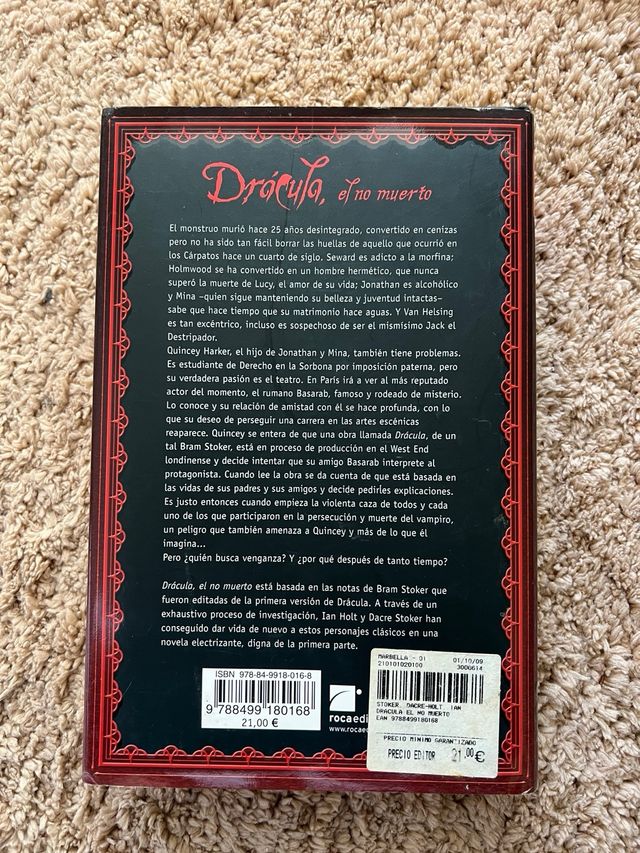 Drácula, el no muerto
El monstruo murió hace 25 años desintegrado, convertido en cenizas
pero no ha sido tan fácil borrar las huellas de aquello que ocurrió en
los Cárpatos hace un cuarto de siglo. Seward es adicto a la morfina;
Holmwood se ha convertido en un hombre hermético, que nunca
superó la muerte de Lucy, el amor de su vida; Jonathan es alcohólico
y Mina –quien sigue manteniendo su belleza y juventud intactas–
sabe que hace tiempo que su matrimonio hace aguas. Y Van Helsing
es tan excéntrico, incluso es sospechoso de ser el mismísimo Jack el
Destripador.
Quincey Harker, el hijo de Jonathan y Mina, también tiene problemas.
Es estudiante de Derecho en la Sorbona por imposición paterna, pero
su verdadera pasión es el teatro. En París irá a ver al más reputado
actor del momento, el rumano Basarab, famoso y rodeado de misterio.
Lo conoce y su relación de amistad con él se hace profunda, con lo
que su deseo de perseguir una carrera en las artes escénicas
reaparece. Quincey se entera de que una obra llamada Drácula, de un
tal Bram Stoker, está en proceso de producción en el West End
londinense y decide intentar que su amigo Basarab interprete al
protagonista. Cuando lee la obra se da cuenta de que está basada en
las vidas de sus padres y sus amigos y decide pedirles explicaciones.
Es justo entonces cuando empieza la violenta caza de todos y cada
uno de los que participaron en la persecución y muerte del vampiro,
un peligro que también amenaza a Quincey y más de lo que él
imagina...
Pero ¿quién busca venganza? Y ¿por qué después de tanto tiempo?
Drácula, el no muerto está basada en las notas de Bram Stoker que
fueron editadas de la primera versión de Drácula. A través de un
exhaustivo proceso de investigación, Ian Holt y Dacre Stoker han
conseguido dar vida de nuevo a estos personajes clásicos en una
novela electrizante, digna de la primera parte.
ISBN 978-84-9918-016-8
9 788499 180168
21,00 €
rocaedi
www.rocae
MARBELLA - 01 01/10/09
210101020100 3000614
STOKER, DACRE-HOLT, IAN
DRACULA EL NO MUERTO
EAN 9788499180168
PRECIO MINIMO GARANTIZADO
PRECIO EDITOR 21,00 €